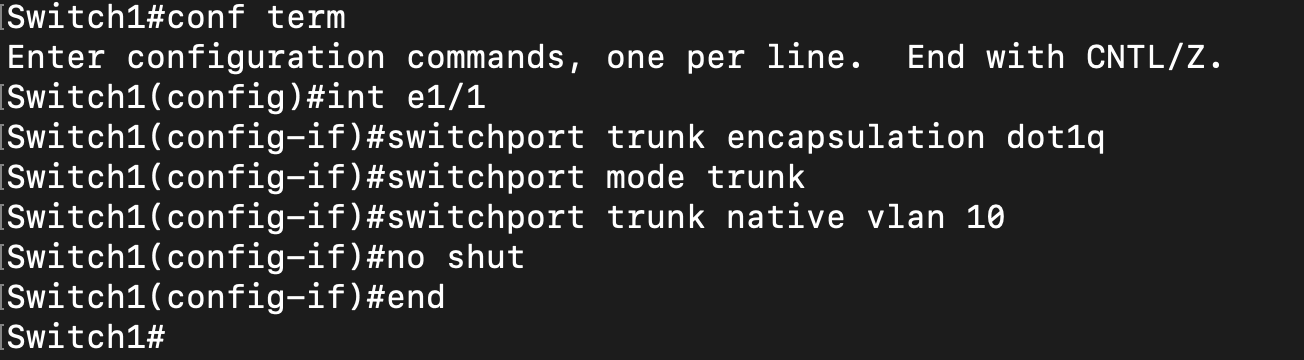 Switch1#conf term
Enter configuration commands, one per line.  End with CNTL/Z.
Switch1(config)#int e1/1
Switch1(config-if)#switchport trunk encapsulation dot1q
Switch1(config-if)#switchport mode trunk
Switch1(config-if)#switchport trunk native vlan 10
Switch1(config-if)#no shut
Switch1(config-if)#end
Switch1#